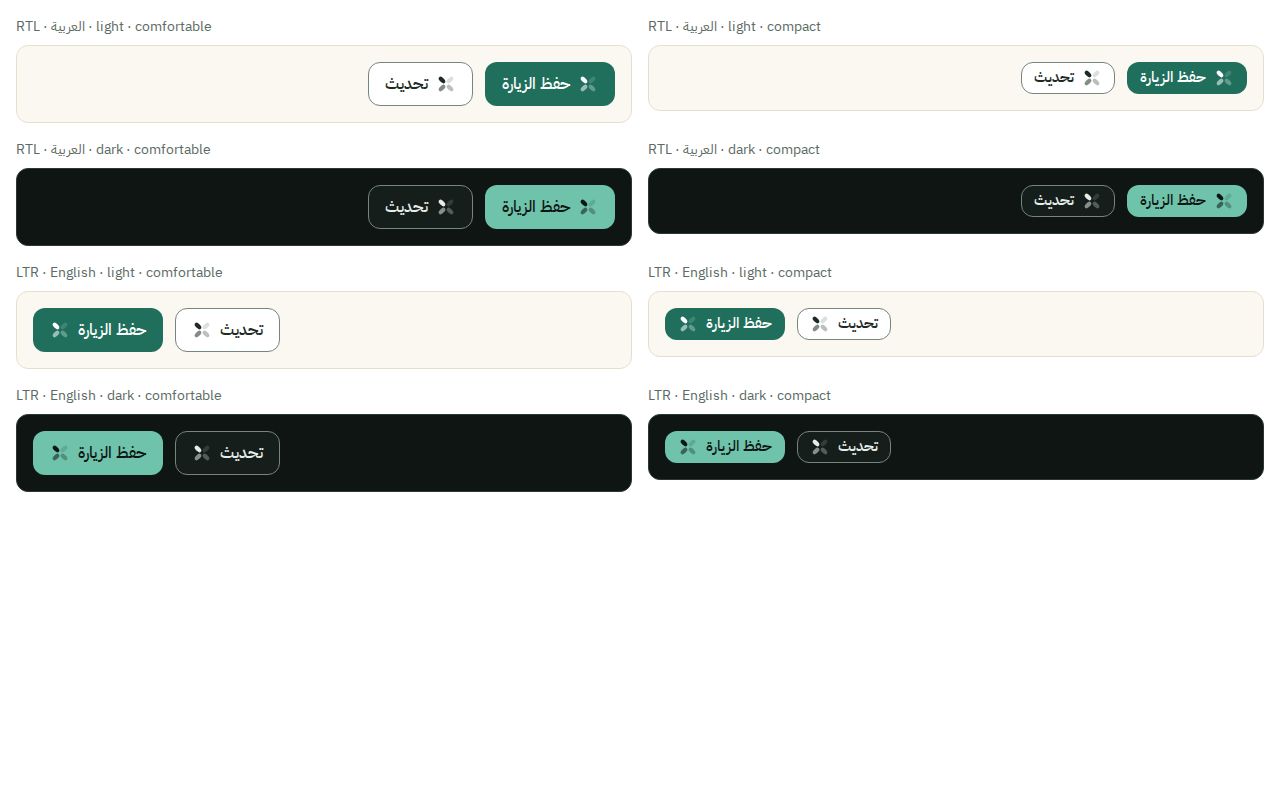 RTL · العربية · light · comfortable
حفظ الزيارة
تحديث
RTL · العربية · light · compact
حفظ الزيارة
تحديث
RTL · العربية · dark · comfortable
حفظ الزيارة
تحديث
RTL · العربية · dark · compact
حفظ الزيارة
تحديث
LTR · English · light · comfortable
حفظ الزيارة
تحديث
LTR · English · light · compact
حفظ الزيارة
تحديث
LTR · English · dark · comfortable
حفظ الزيارة
تحديث
LTR · English · dark · compact
حفظ الزيارة
تحديث